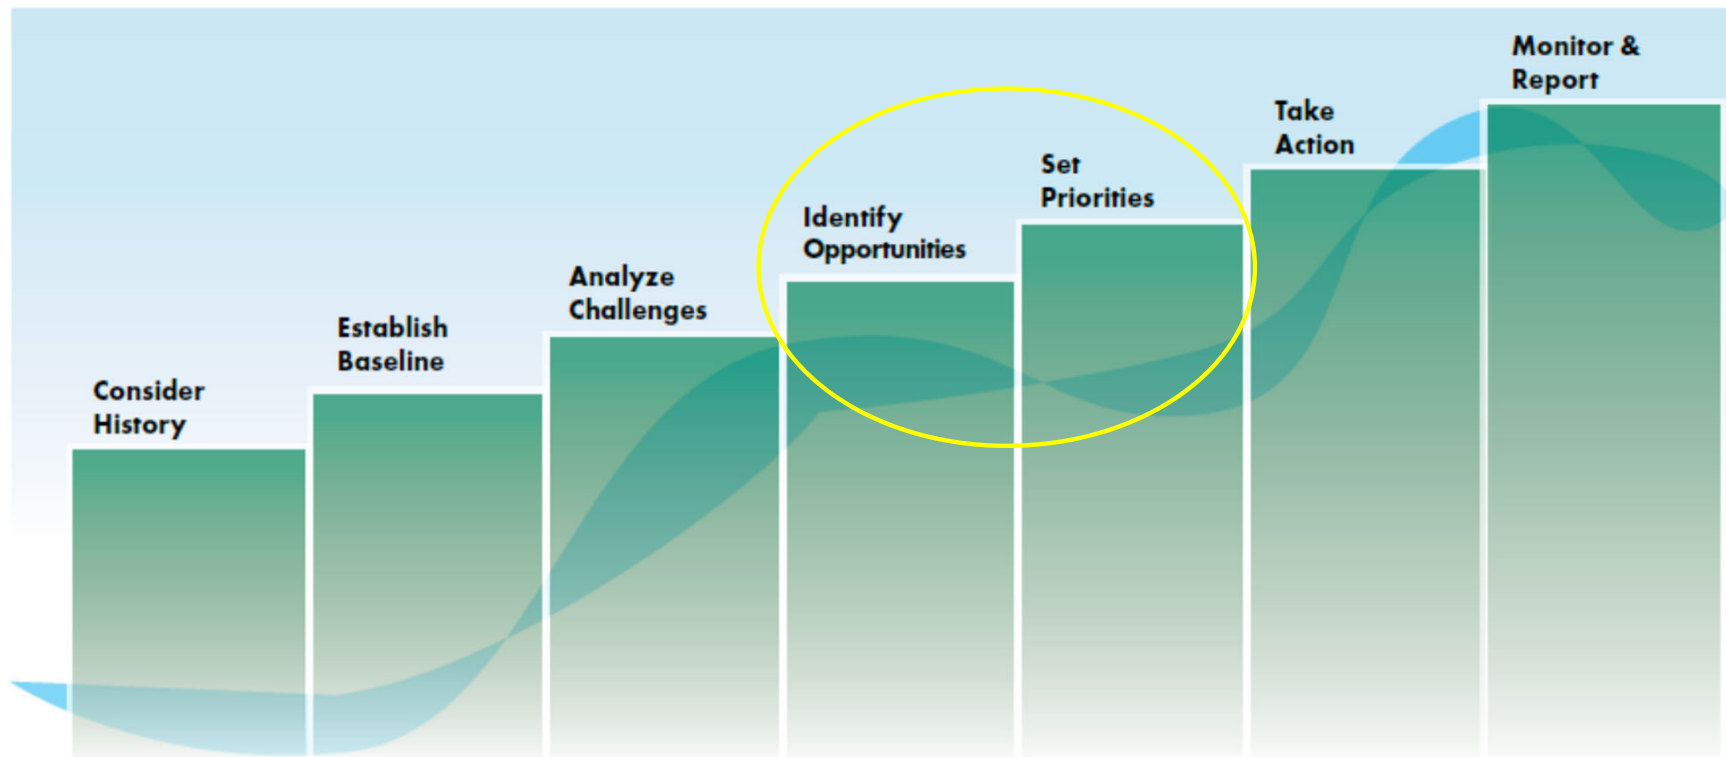 Consider
History
Establish
Baseline
Analyze
Challenges
Identify
Opportunities
Set
Priorities
Take
Action
Monitor &
Report